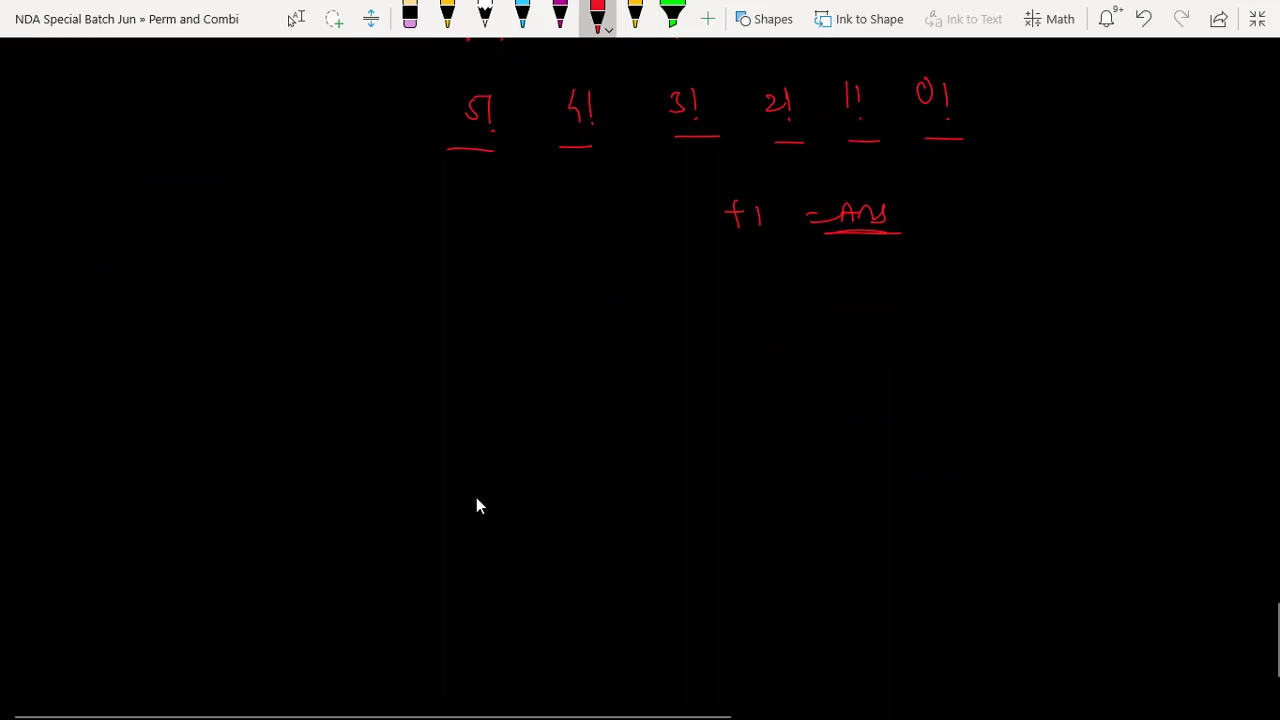 NDA Special Batch Jun » Perm and Combi
Shapes
Ink to Shape
Ink to Text
Math
9+
5! 4! 3! 2! 1! 0!
+1 = Ans